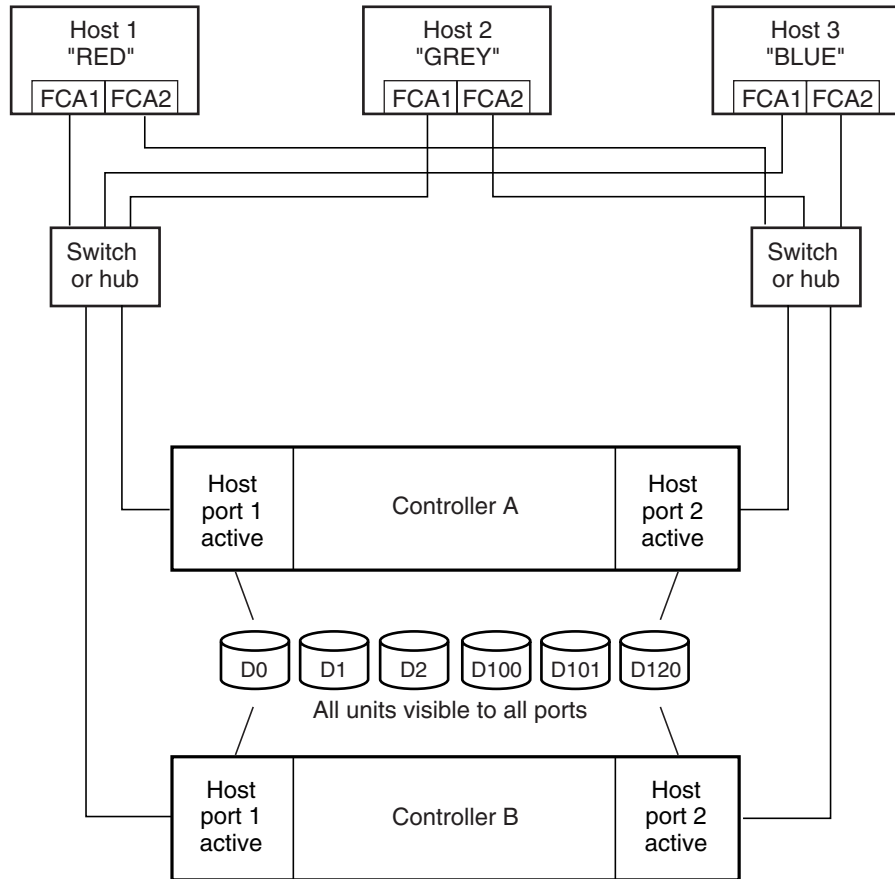 Host 1
"RED"
FCA1 FCA2
Host 2
"GREY"
FCA1 FCA2
Host 3
"BLUE"
FCA1 FCA2
Switch
or hub
Switch
or hub
Host
port 1
active
Controller A
Host
port 2
active
D0 D1 D2 D100 D101 D120
All units visible to all ports
Host
port 1
active
Controller B
Host
port 2
active